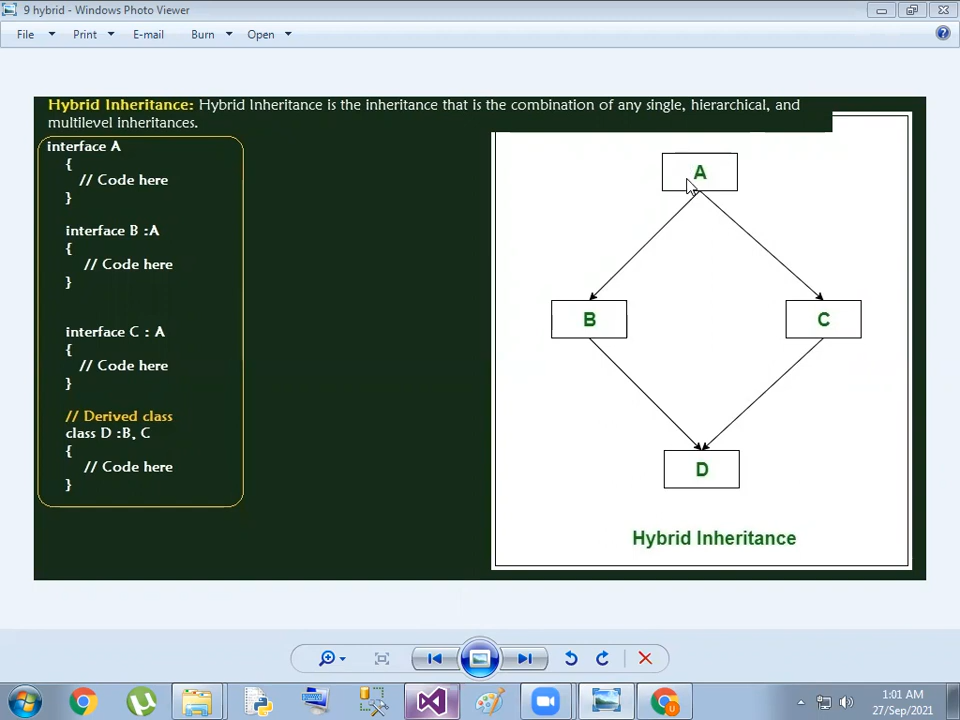 9 hybrid - Windows Photo Viewer
File Print E-mail Burn Open
Hybrid Inheritance: Hybrid Inheritance is the inheritance that is the combination of any single, hierarchical, and
multilevel inheritances.
interface A
{
// Code here
}
interface B :A
{
// Code here
}
interface C : A
{
// Code here
}
// Derived class
class D :B, C
{
// Code here
}
A
B
C
D
Hybrid Inheritance
1:01 AM
27/Sep/2021